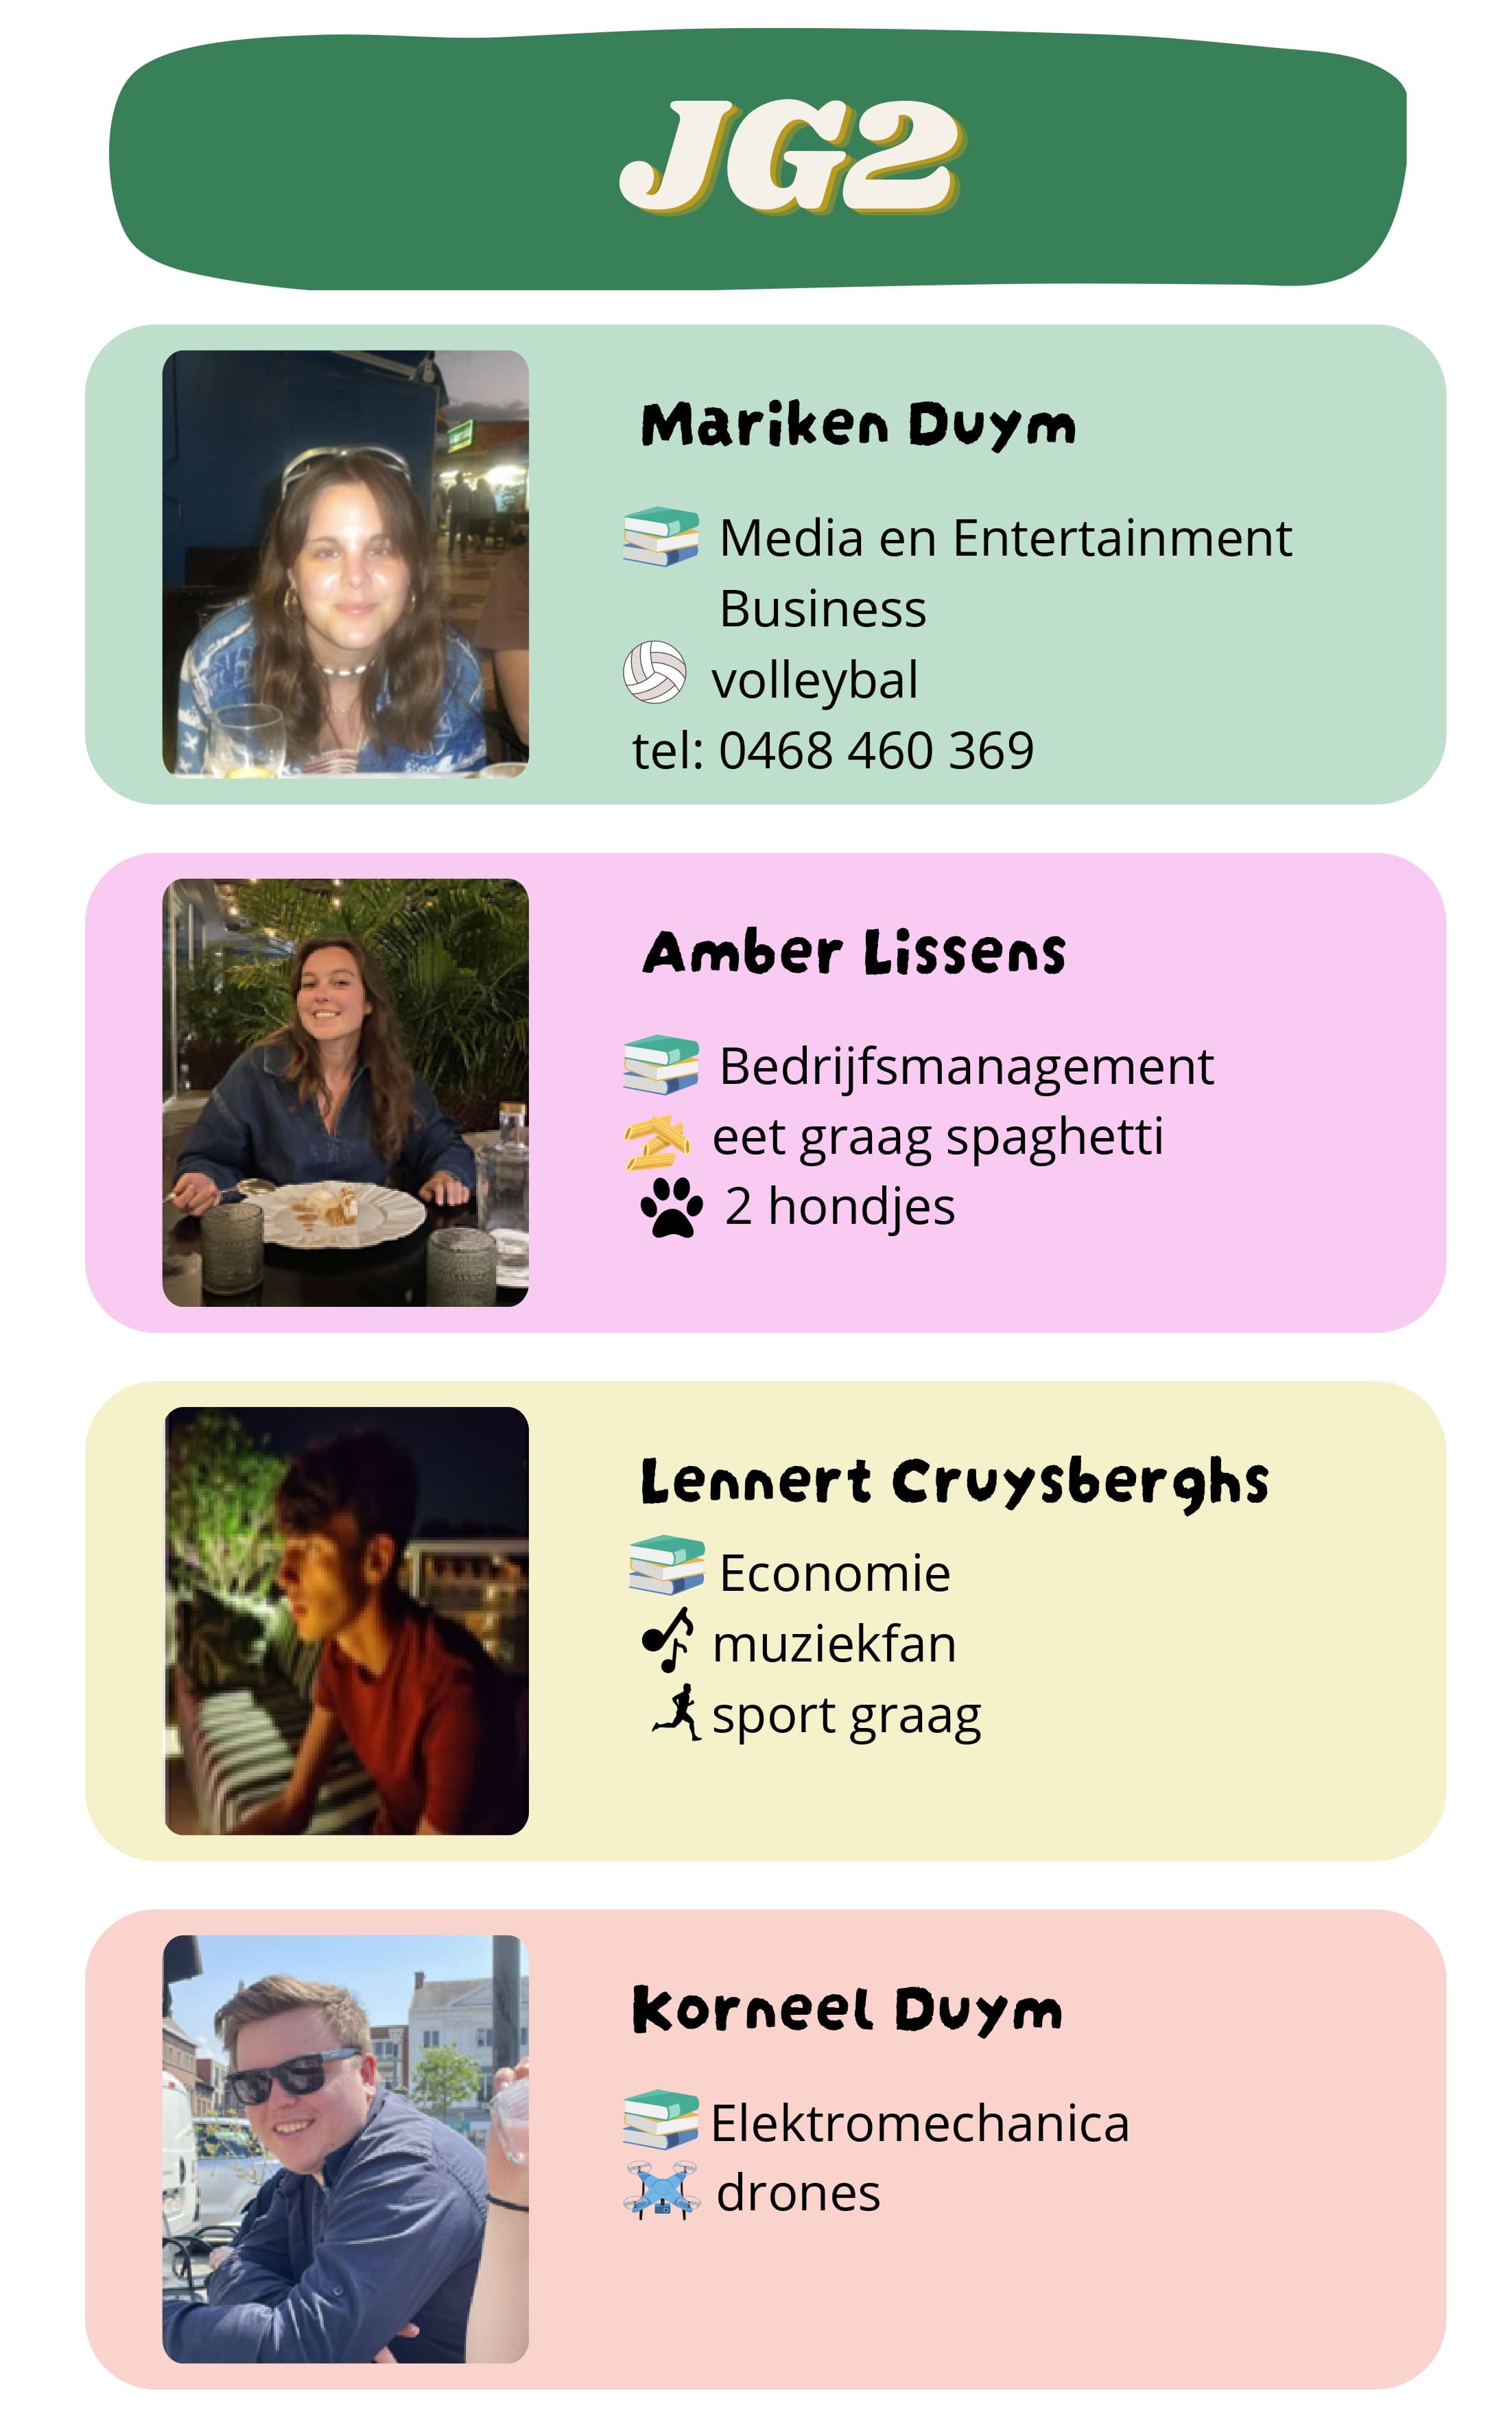 JG2
Mariken Duym
Media en Entertainment
Business
volleybal
tel: 0468 460 369
Amber Lissens
Bedrijfsmanagement
eet graag spaghetti
2 hondjes
Lennert Cruysberghs
Economie
muziekfan
sport graag
Korneel Duym
Elektromechanica
drones